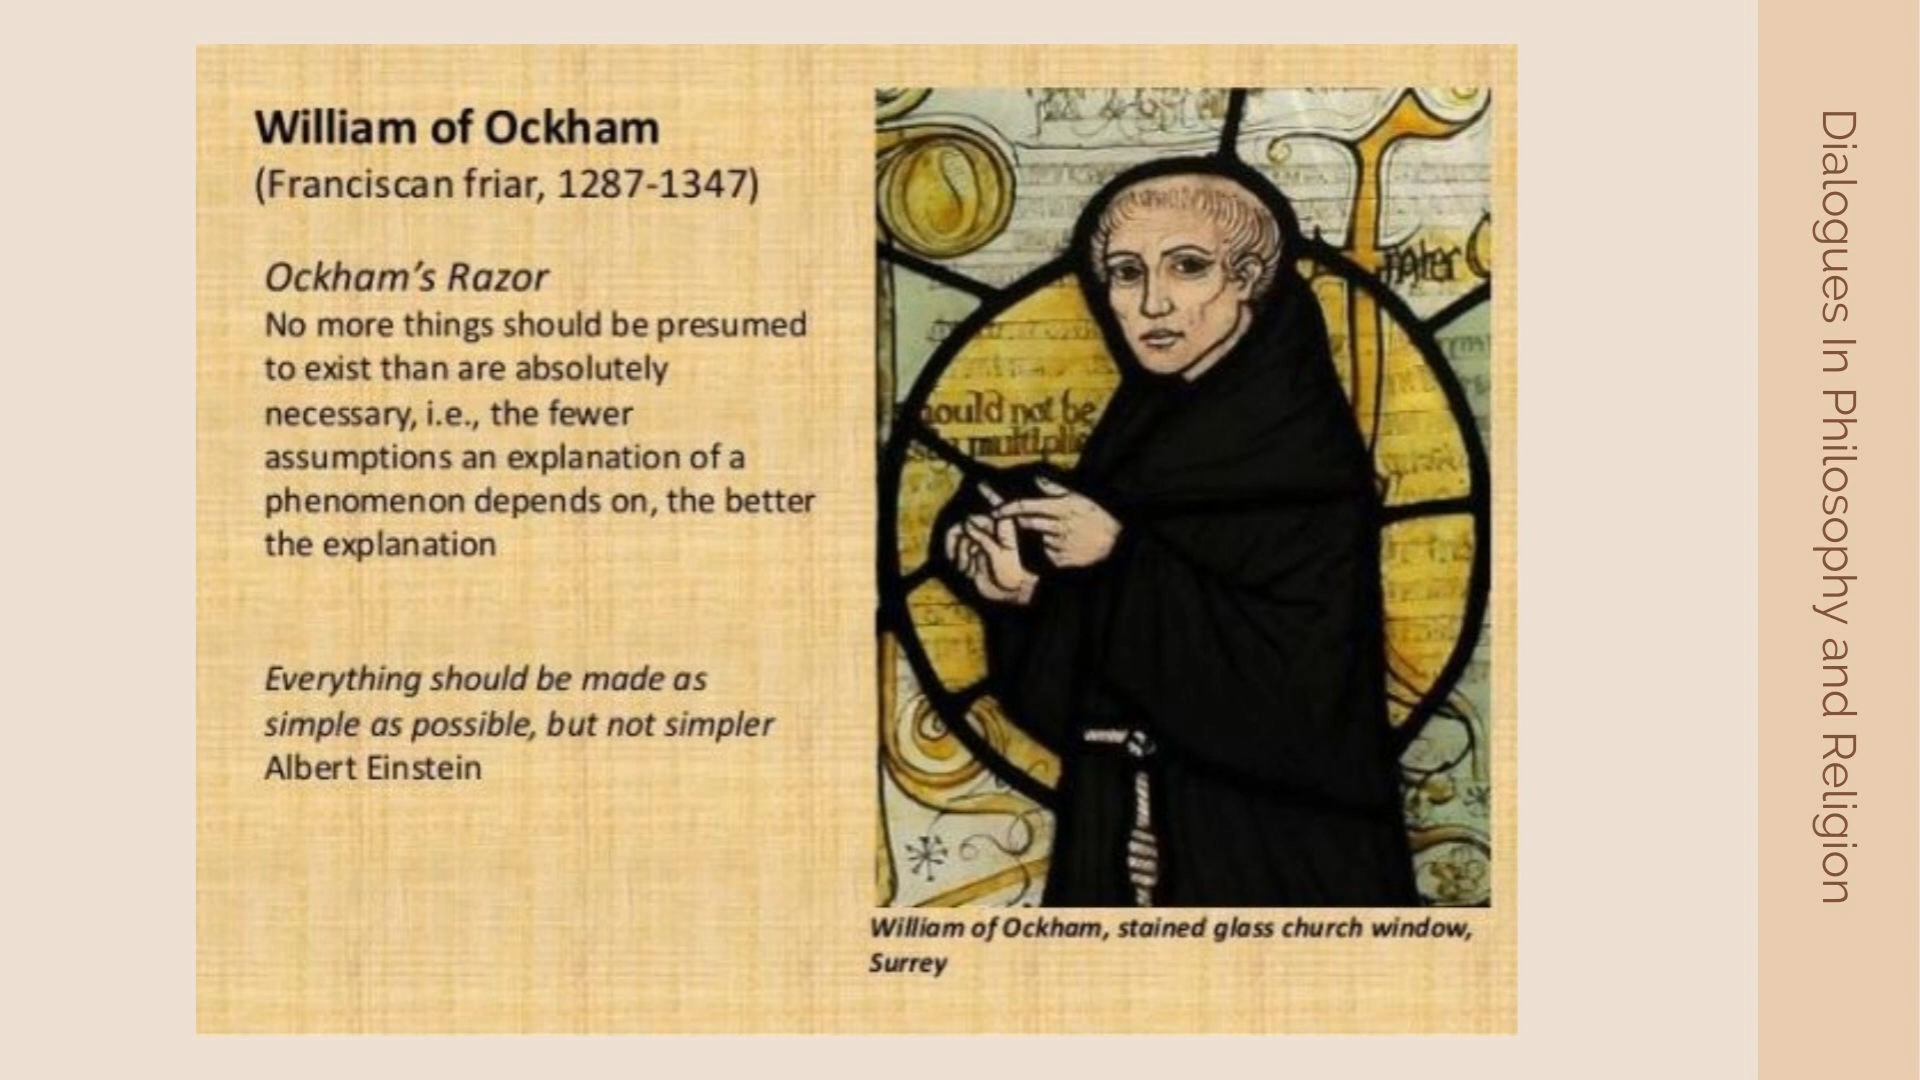 William of Ockham
(Franciscan friar, 1287-1347)
Ockham's Razor
No more things should be presumed
to exist than are absolutely
necessary, i.e., the fewer
assumptions an explanation of a
phenomenon depends on, the better
the explanation
Everything should be made as
simple as possible, but not simpler
Albert Einstein
hould not be
multiplie
mater
William of Ockham, stained glass church window,
Surrey
Dialogues In Philosophy and Religion